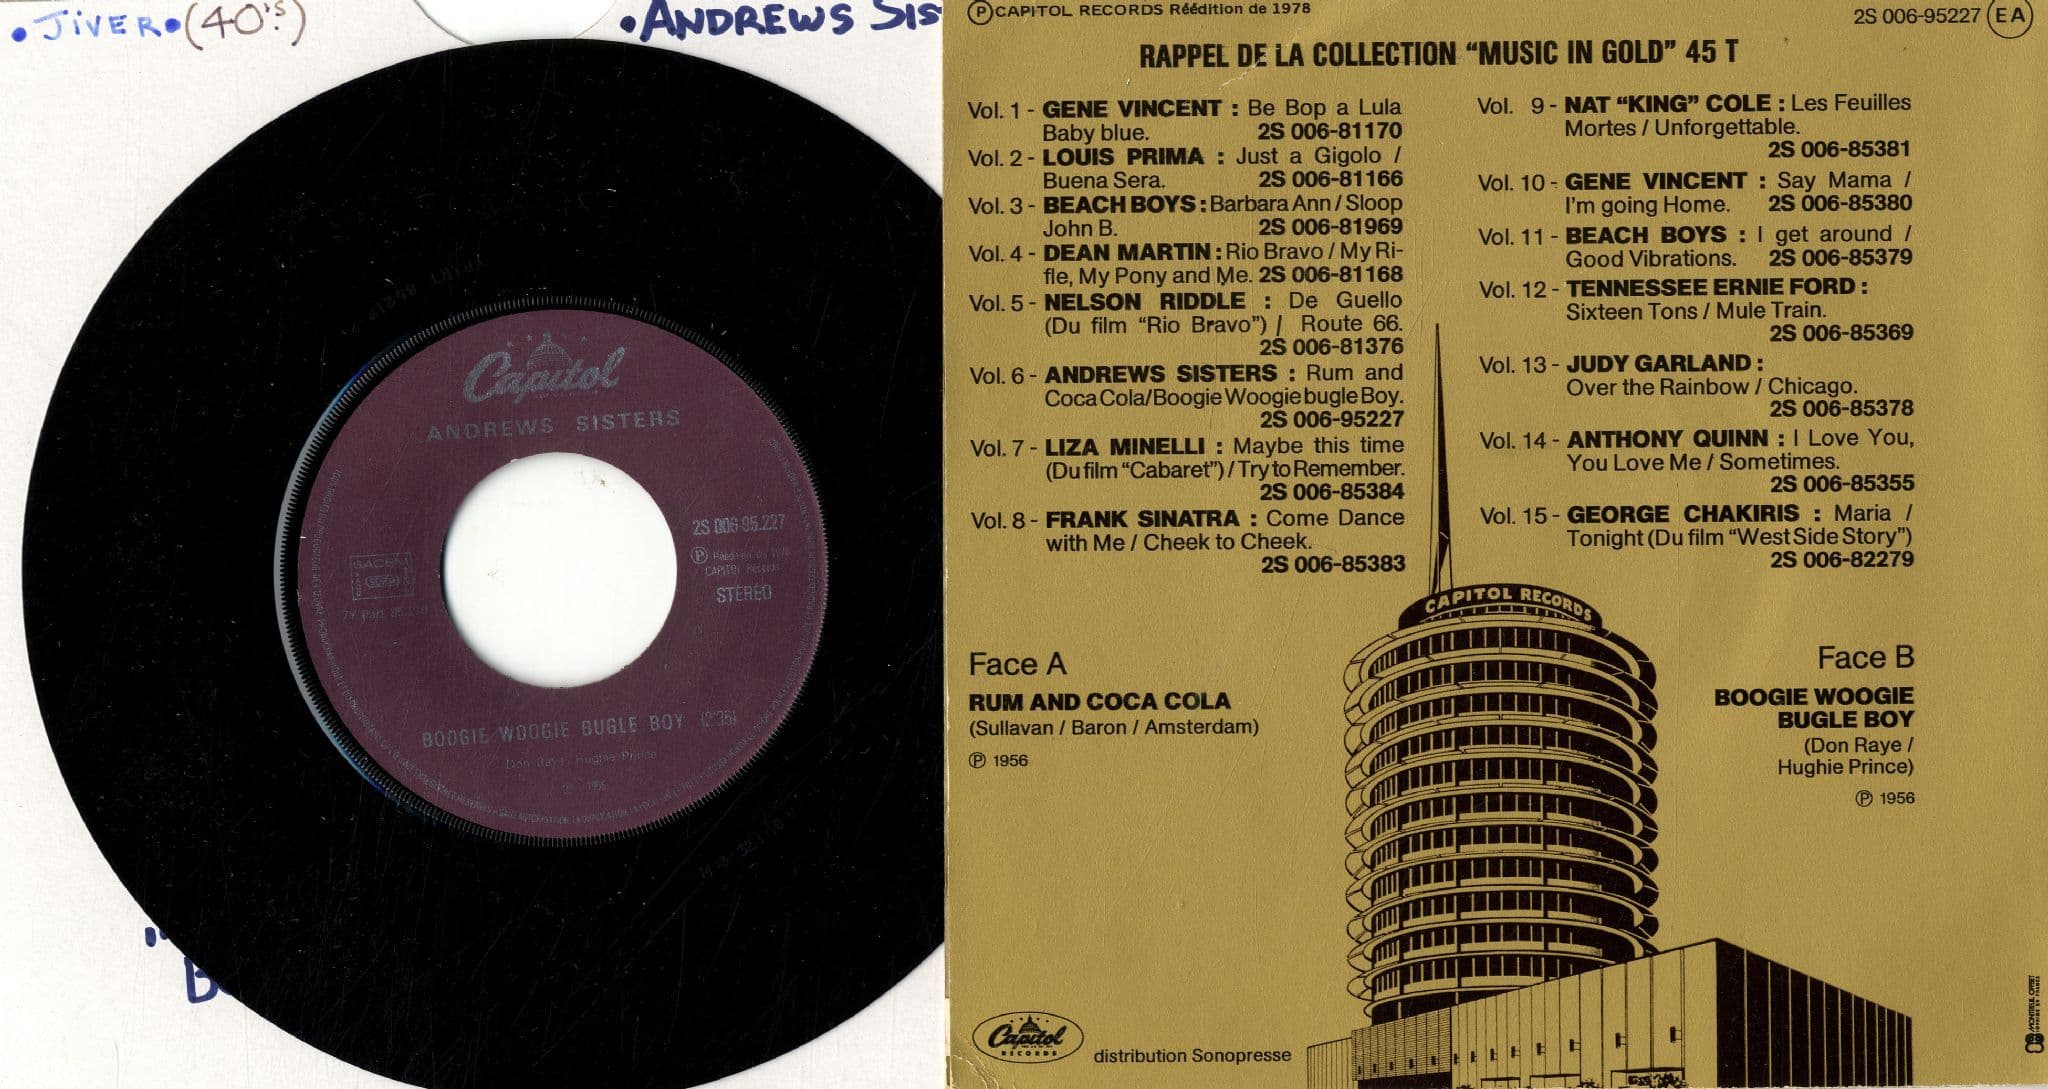 • JIVER • (40'S)
• ANDREWS SIS
Capitol
ANDREWS SISTERS
2S 006-95.227
Ⓟ Réédition de 1978
CAPITOL Records
STEREO
SACEM
BOOGIE WOOGIE BUGLE BOY (2'35)
Don Raye / Hughie Prince
Ⓟ 1956
Ⓟ CAPITOL RECORDS Réédition de 1978
2S 006-95227 EA
RAPPEL DE LA COLLECTION “MUSIC IN GOLD” 45 T
Vol. 1 - GENE VINCENT : Be Bop a Lula
Baby blue. 2S 006-81170
Vol. 2 - LOUIS PRIMA : Just a Gigolo /
Buena Sera. 2S 006-81166
Vol. 3 - BEACH BOYS : Barbara Ann / Sloop
John B. 2S 006-81969
Vol. 4 - DEAN MARTIN : Rio Bravo / My Ri-
fle, My Pony and Me. 2S 006-81168
Vol. 5 - NELSON RIDDLE : De Guello
(Du film “Rio Bravo”) / Route 66.
2S 006-81376
Vol. 6 - ANDREWS SISTERS : Rum and
Coca Cola/Boogie Woogie bugle Boy.
2S 006-95227
Vol. 7 - LIZA MINELLI : Maybe this time
(Du film “Cabaret”) / Try to Remember.
2S 006-85384
Vol. 8 - FRANK SINATRA : Come Dance
with Me / Cheek to Cheek.
2S 006-85383
Vol. 9 - NAT “KING” COLE : Les Feuilles
Mortes / Unforgettable.
2S 006-85381
Vol. 10 - GENE VINCENT : Say Mama /
I'm going Home. 2S 006-85380
Vol. 11 - BEACH BOYS : I get around /
Good Vibrations. 2S 006-85379
Vol. 12 - TENNESSEE ERNIE FORD :
Sixteen Tons / Mule Train.
2S 006-85369
Vol. 13 - JUDY GARLAND :
Over the Rainbow / Chicago.
2S 006-85378
Vol. 14 - ANTHONY QUINN : I Love You,
You Love Me / Sometimes.
2S 006-85355
Vol. 15 - GEORGE CHAKIRIS : Maria /
Tonight (Du film “West Side Story”)
2S 006-82279
CAPITOL RECORDS
Face A
RUM AND COCA COLA
(Sullavan / Baron / Amsterdam)
Ⓟ 1956
Face B
BOOGIE WOOGIE
BUGLE BOY
(Don Raye /
Hughie Prince)
Ⓟ 1956
Capitol
RECORDS
distribution Sonopresse
MONTREUIL OFFSET